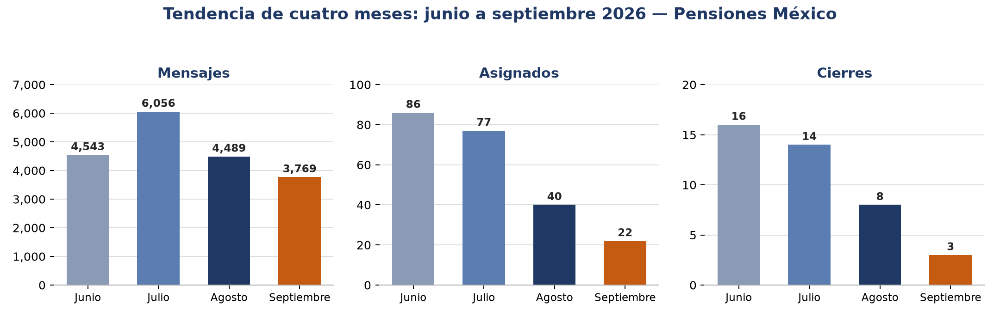 Tendencia de cuatro meses: junio a septiembre 2026 — Pensiones México
Mensajes
7,000
6,000
5,000
4,000
3,000
2,000
1,000
0
4,543
6,056
4,489
3,769
Junio
Julio
Agosto
Septiembre
Asignados
100
80
60
40
20
0
86
77
40
22
Junio
Julio
Agosto
Septiembre
Cierres
20
15
10
5
0
16
14
8
3
Junio
Julio
Agosto
Septiembre